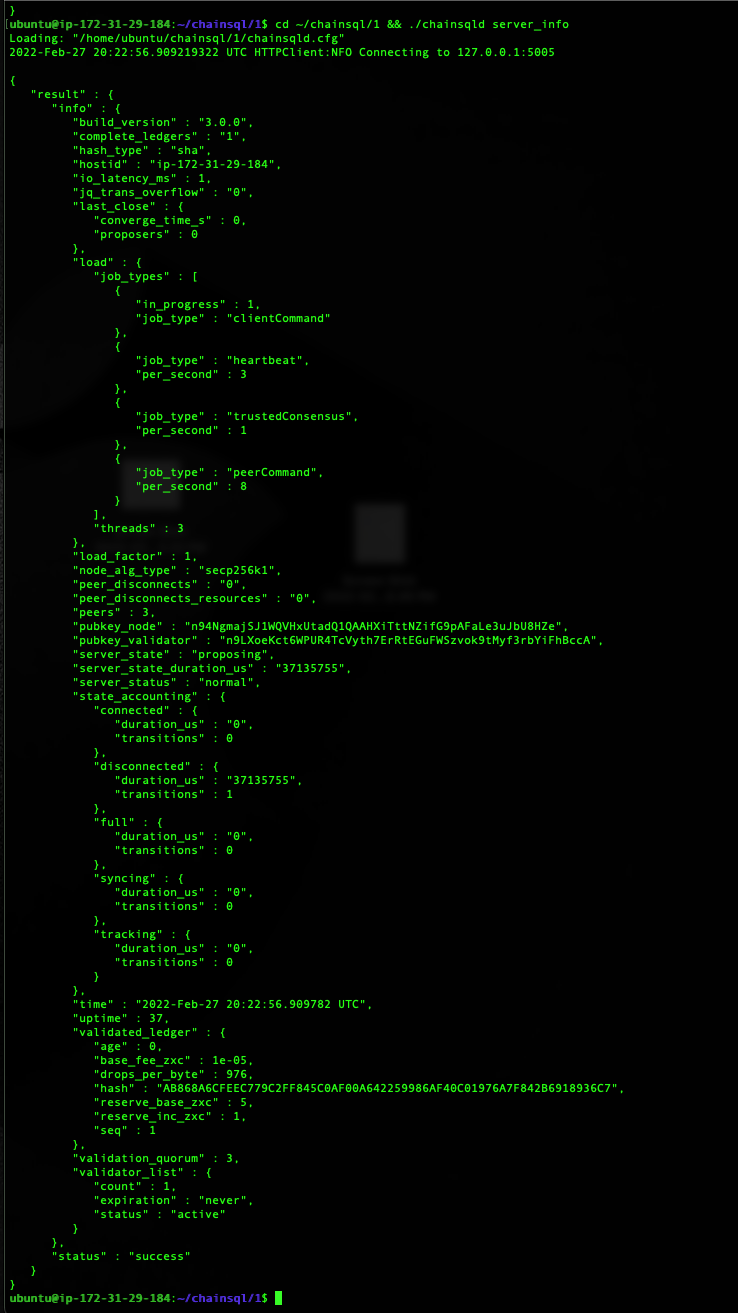 }
ubuntu@ip-172-31-29-184:~/chainsql/1$ cd ~/chainsql/1 && ./chainsqld server_info
Loading: "/home/ubuntu/chainsql/1/chainsqld.cfg"
2022-Feb-27 20:22:56.909219322 UTC HTTPClient:NFO Connecting to 127.0.0.1:5005
{
   "result" : {
      "info" : {
         "build_version" : "3.0.0",
         "complete_ledgers" : "1",
         "hash_type" : "sha",
         "hostid" : "ip-172-31-29-184",
         "io_latency_ms" : 1,
         "jq_trans_overflow" : "0",
         "last_close" : {
            "converge_time_s" : 0,
            "proposers" : 0
         },
         "load" : {
            "job_types" : [
               {
                  "in_progress" : 1,
                  "job_type" : "clientCommand"
               },
               {
                  "job_type" : "heartbeat",
                  "per_second" : 3
               },
               {
                  "job_type" : "trustedConsensus",
                  "per_second" : 1
               },
               {
                  "job_type" : "peerCommand",
                  "per_second" : 8
               }
            ],
            "threads" : 3
         },
         "load_factor" : 1,
         "node_alg_type" : "secp256k1",
         "peer_disconnects" : "0",
         "peer_disconnects_resources" : "0",
         "peers" : 3,
         "pubkey_node" : "n94NgmajSJ1WQVHxUtadQ1QAAHXiTttNZifG9pAFaLe3uJbU8HZe",
         "pubkey_validator" : "n9LXoeKct6WPUR4TcVyth7ErRtEGuFWSzvok9tMyf3rbYiFhBccA",
         "server_state" : "proposing",
         "server_state_duration_us" : "37135755",
         "server_status" : "normal",
         "state_accounting" : {
            "connected" : {
               "duration_us" : "0",
               "transitions" : 0
            },
            "disconnected" : {
               "duration_us" : "37135755",
               "transitions" : 1
            },
            "full" : {
               "duration_us" : "0",
               "transitions" : 0
            },
            "syncing" : {
               "duration_us" : "0",
               "transitions" : 0
            },
            "tracking" : {
               "duration_us" : "0",
               "transitions" : 0
            }
         },
         "time" : "2022-Feb-27 20:22:56.909782 UTC",
         "uptime" : 37,
         "validated_ledger" : {
            "age" : 0,
            "base_fee_zxc" : 1e-05,
            "drops_per_byte" : 976,
            "hash" : "AB868A6CFEEC779C2FF845C0AF00A642259986AF40C01976A7F842B6918936C7",
            "reserve_base_zxc" : 5,
            "reserve_inc_zxc" : 1,
            "seq" : 1
         },
         "validation_quorum" : 3,
         "validator_list" : {
            "count" : 1,
            "expiration" : "never",
            "status" : "active"
         }
      },
      "status" : "success"
   }
}
ubuntu@ip-172-31-29-184:~/chainsql/1$